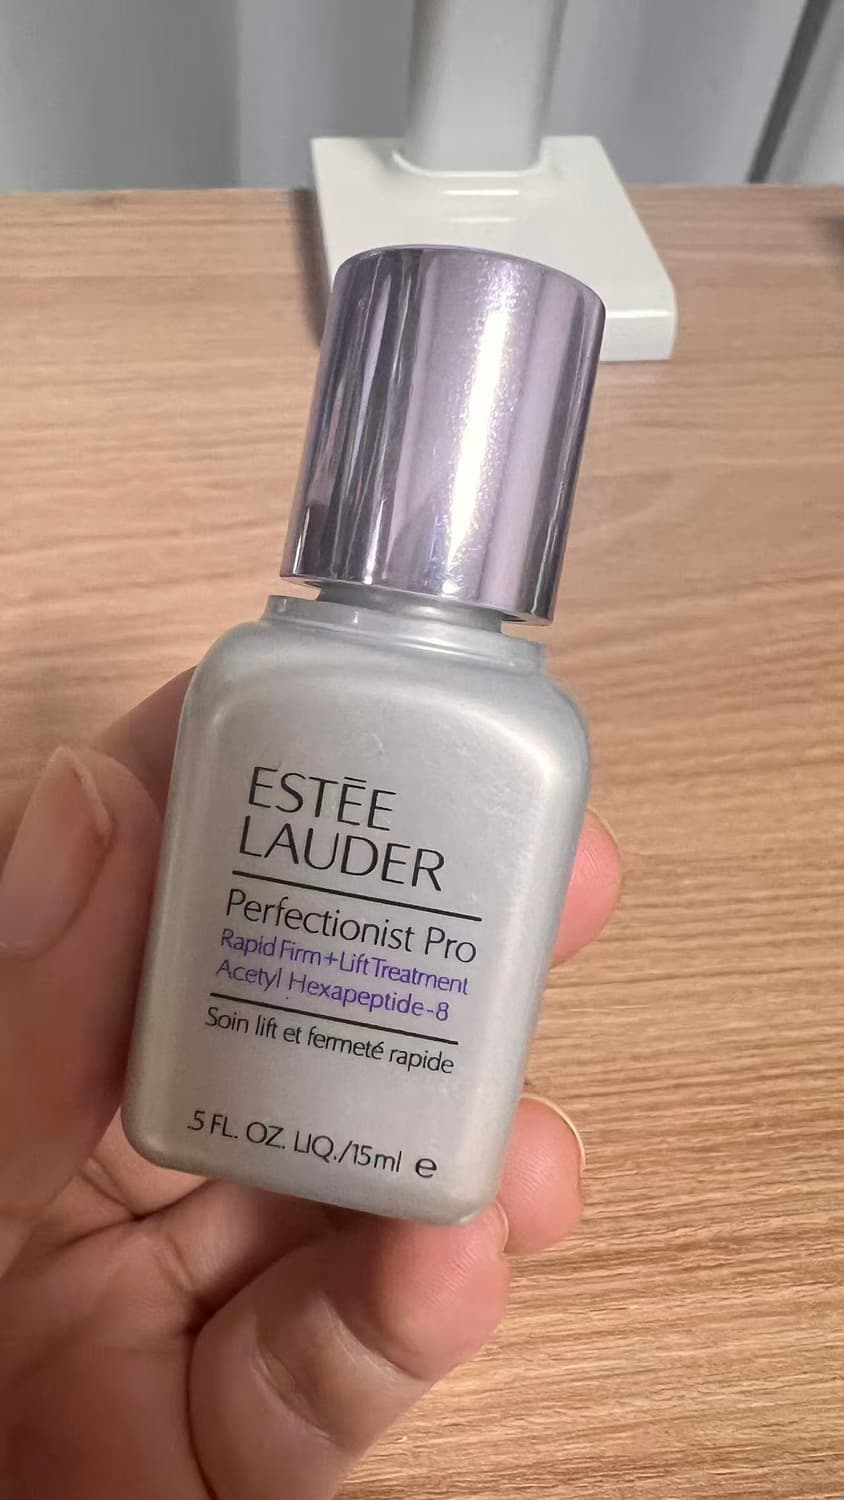 ESTĒE
LAUDER
Perfectionist Pro
Rapid Firm+Lift Treatment
Acetyl Hexapeptide-8
Soin lift et fermeté rapide
.5 FL. OZ. LIQ./15ml ℮